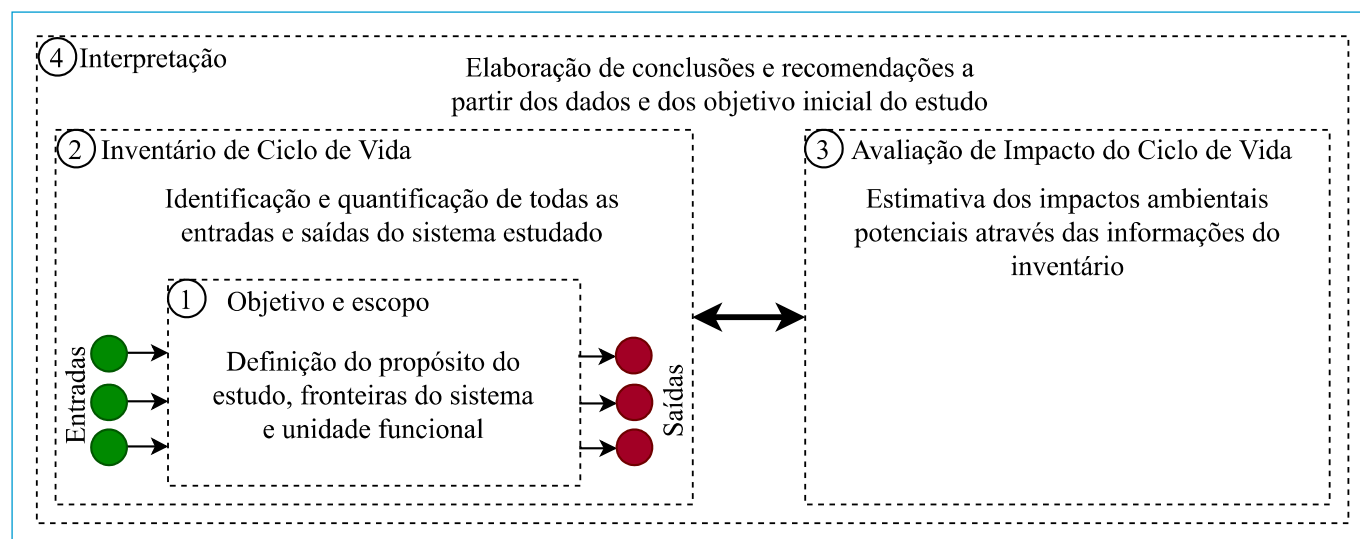 4 Interpretação
Elaboração de conclusões e recomendações a
partir dos dados e dos objetivo inicial do estudo
2 Inventário de Ciclo de Vida
Identificação e quantificação de todas as
entradas e saídas do sistema estudado
1 Objetivo e escopo
Definição do propósito do
estudo, fronteiras do sistema
e unidade funcional
Entradas
Saídas
3 Avaliação de Impacto do Ciclo de Vida
Estimativa dos impactos ambientais
potenciais através das informações do
inventário